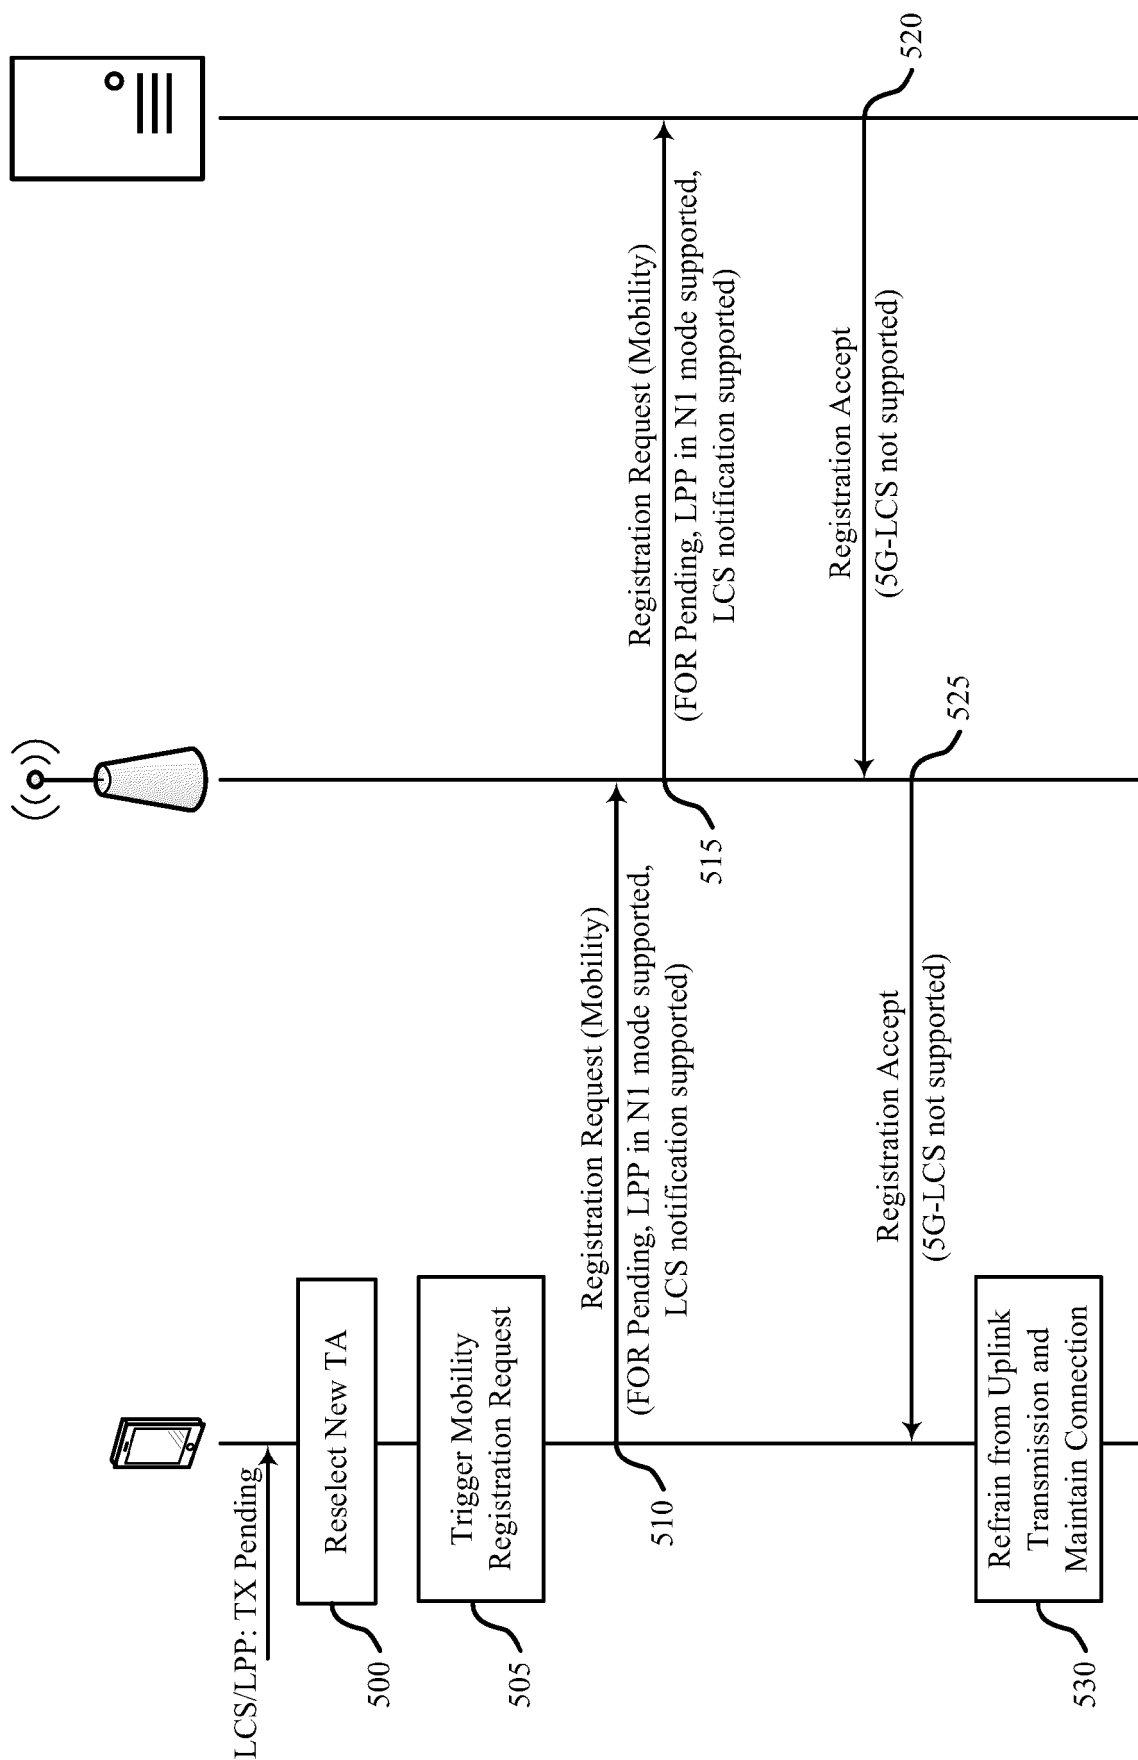 LCS/LPP: TX Pending
Reselect New TA
500
Trigger Mobility
Registration Request
505
Registration Request (Mobility)
(FOR Pending, LPP in N1 mode supported,
LCS notification supported)
510
Registration Request (Mobility)
(FOR Pending, LPP in N1 mode supported,
LCS notification supported)
515
Registration Accept
(5G-LCS not supported)
520
Registration Accept
(5G-LCS not supported)
525
Refrain from Uplink
Transmission and
Maintain Connection
530